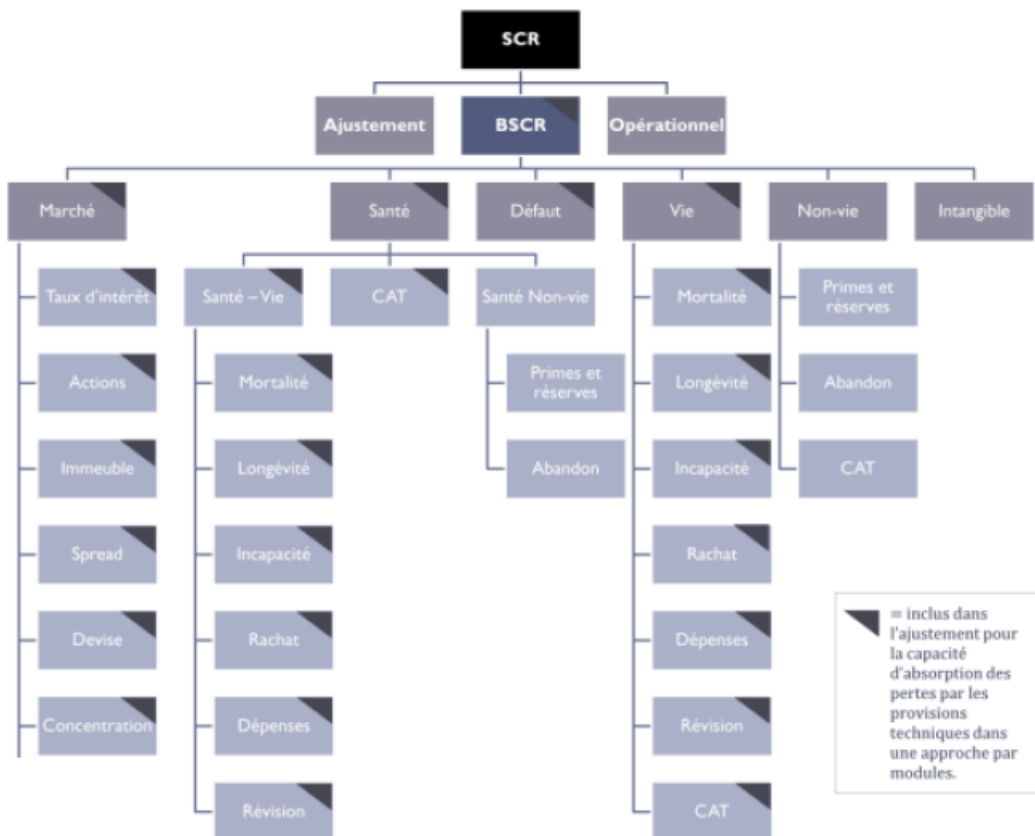 SCR
Ajustement
BSCR
Opérationnel
Marché
Santé
Défaut
Vie
Non-vie
Intangible
Taux d'intérêt
Actions
Immeuble
Spread
Devise
Concentration
Santé – Vie
Mortalité
Longévité
Incapacité
Rachat
Dépenses
Révision
CAT
Santé Non-vie
Primes et
réserves
Abandon
Mortalité
Longévité
Incapacité
Rachat
Dépenses
Révision
CAT
Primes et
réserves
Abandon
CAT
= inclus dans
l'ajustement pour
la capacité
d'absorption des
pertes par les
provisions
techniques dans
une approche par
modules.